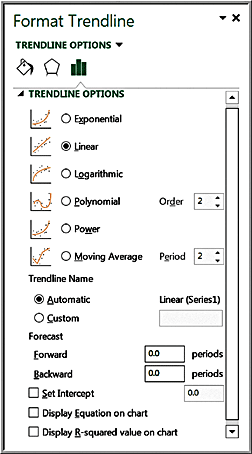 Format Trendline
TRENDLINE OPTIONS
TRENDLINE OPTIONS
Exponential
Linear
Logarithmic
Polynomial Order 2
Power
Moving Average Period 2
Trendline Name
Automatic Linear (Series1)
Custom
Forecast
Forward 0.0 periods
Backward 0.0 periods
Set Intercept 0.0
Display Equation on chart
Display R-squared value on chart